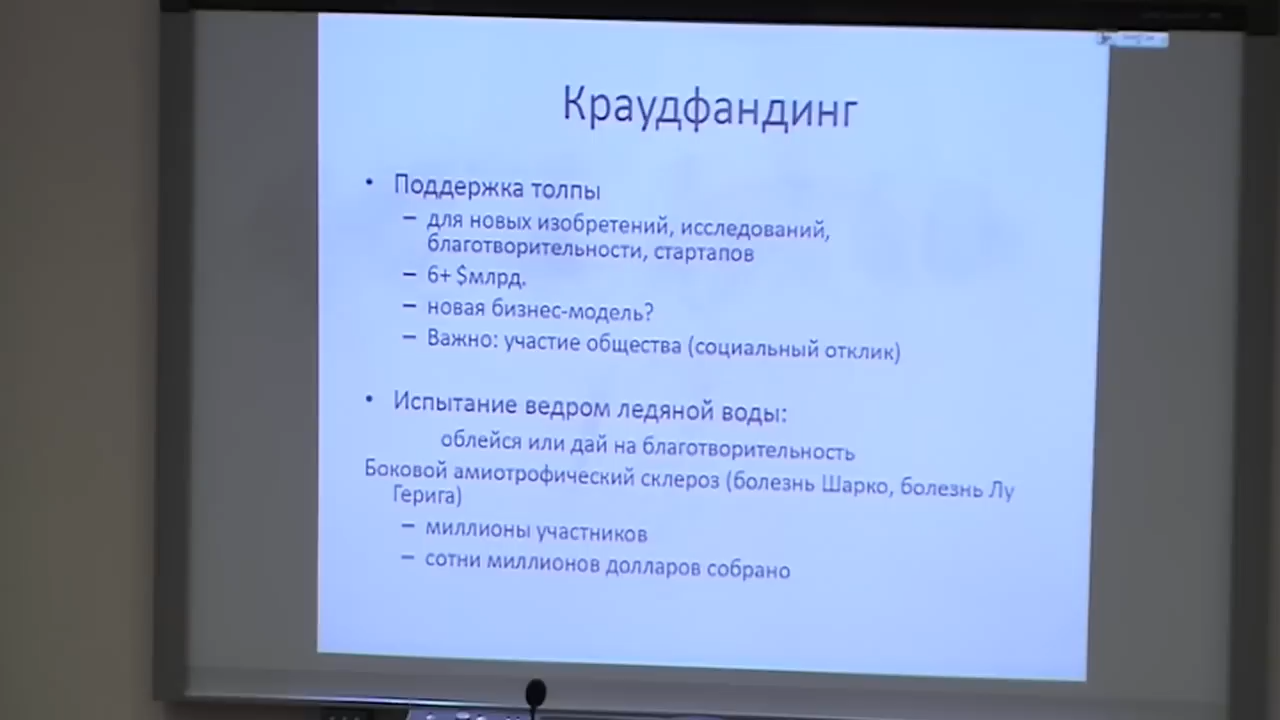 Краудфандинг
• Поддержка толпы
– для новых изобретений, исследований,
благотворительности, стартапов
– 6+ $млрд.
– новая бизнес-модель?
– Важно: участие общества (социальный отклик)
• Испытание ведром ледяной воды:
облейся или дай на благотворительность
Боковой амиотрофический склероз (болезнь Шарко, болезнь Лу
Герига)
– миллионы участников
– сотни миллионов долларов собрано